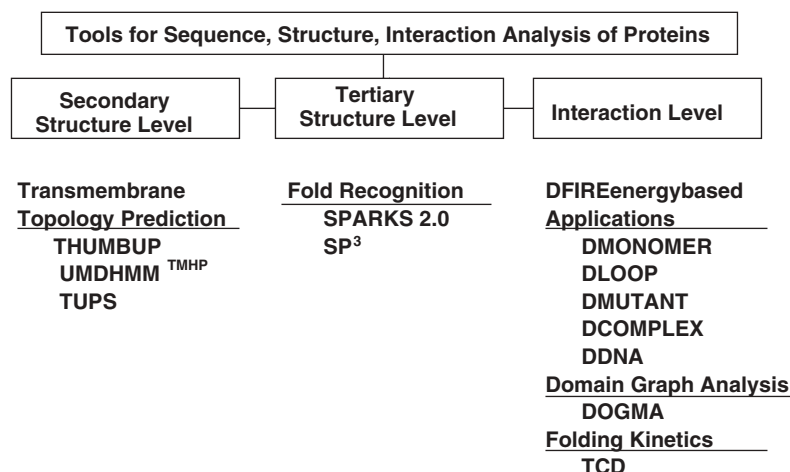 Tools for Sequence, Structure, Interaction Analysis of Proteins
Secondary
Structure Level
Tertiary
Structure Level
Interaction Level
Transmembrane
Topology Prediction
THUMBUP
UMDHMM TMHP
TUPS
Fold Recognition
SPARKS 2.0
SP3
DFIREenergybased
Applications
DMONOMER
DLOOP
DMUTANT
DCOMPLEX
DDNA
Domain Graph Analysis
DOGMA
Folding Kinetics
TCD